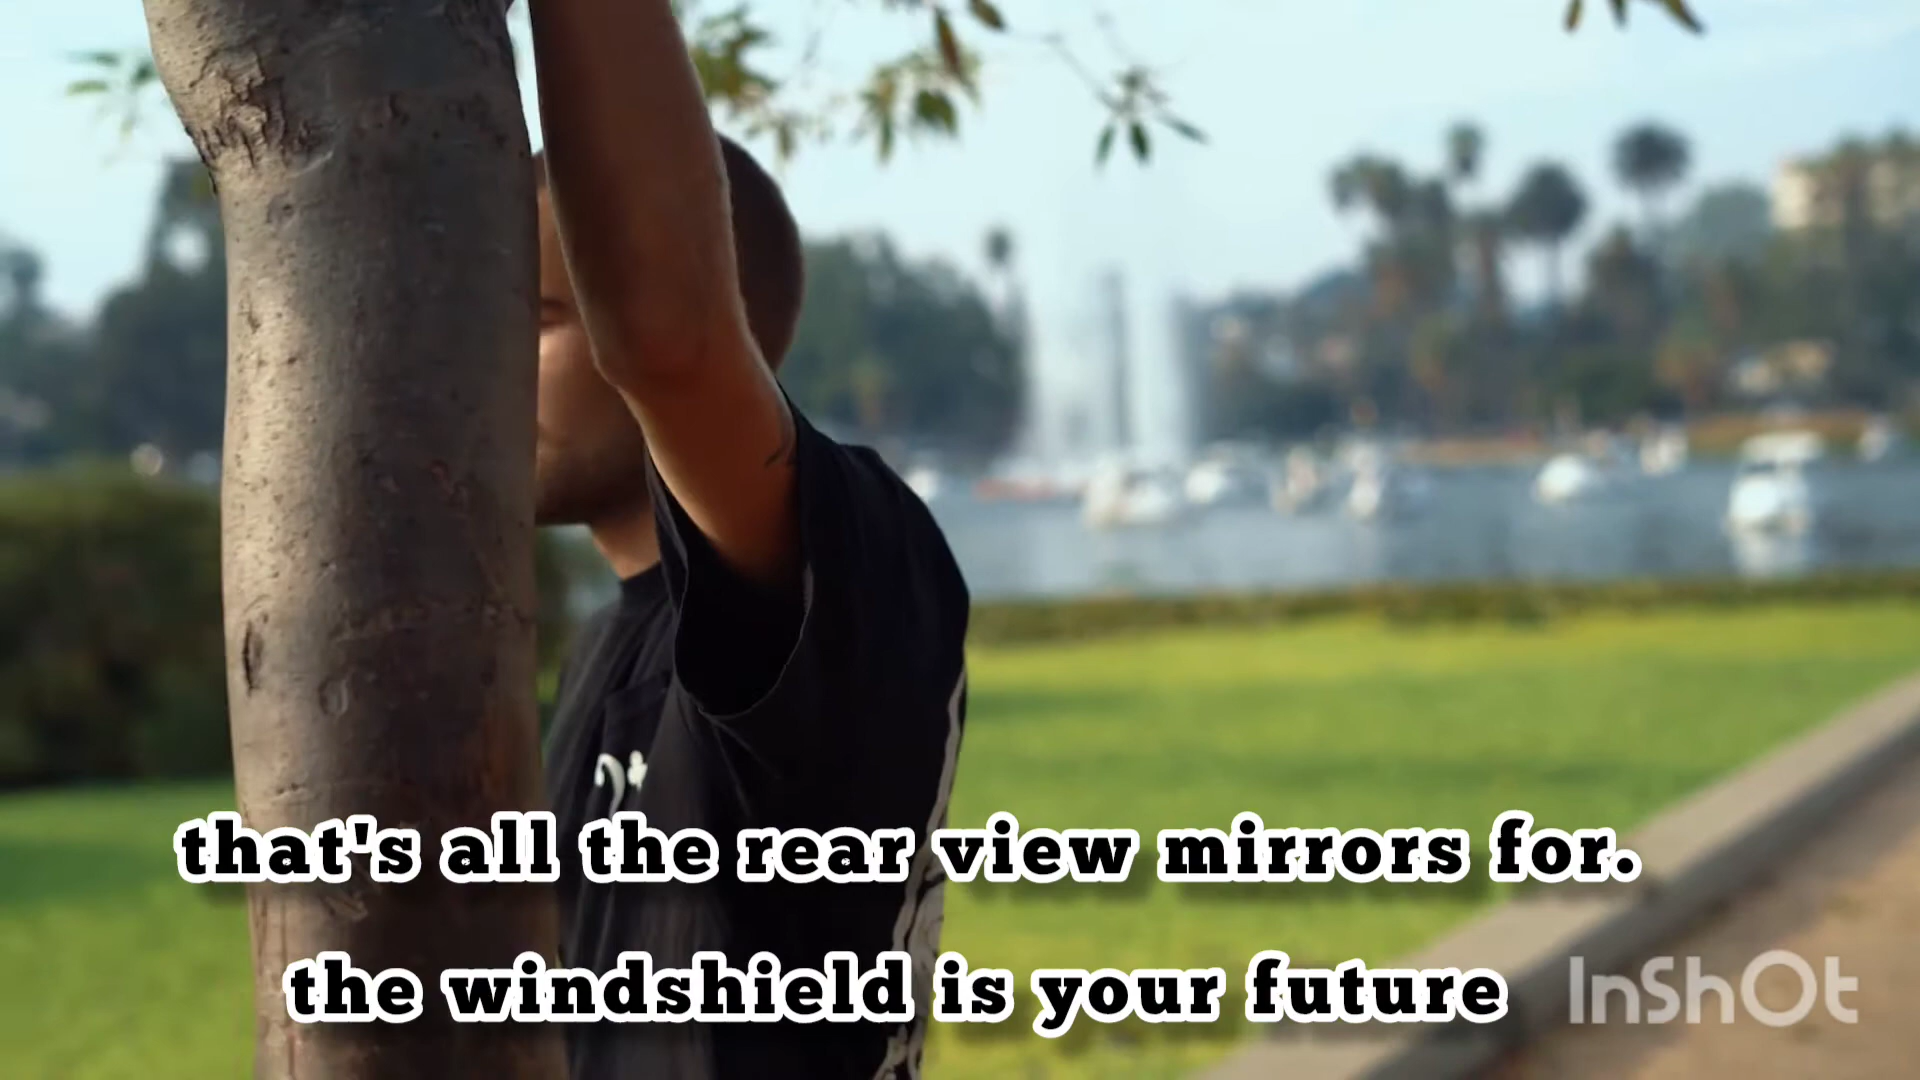 that's all the rear view mirrors for.
the windshield is your future
InShOt